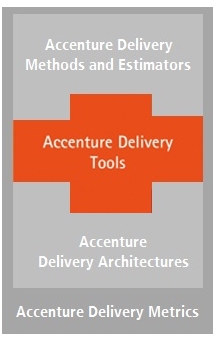 Accenture Delivery
Methods and Estimators
Accenture Delivery
Tools
Accenture
Delivery Architectures
Accenture Delivery Metrics